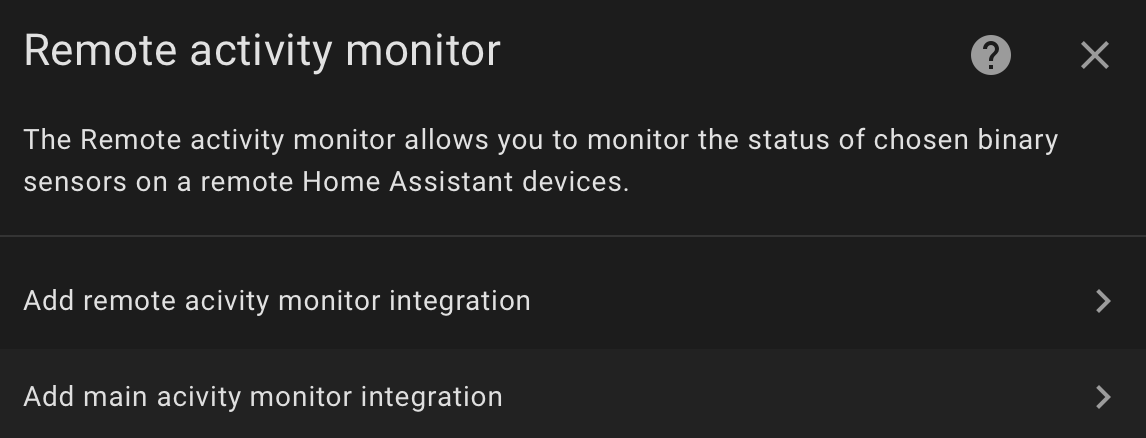 Remote activity monitor
The Remote activity monitor allows you to monitor the status of chosen binary
sensors on a remote Home Assistant devices.
Add remote acivity monitor integration
Add main acivity monitor integration